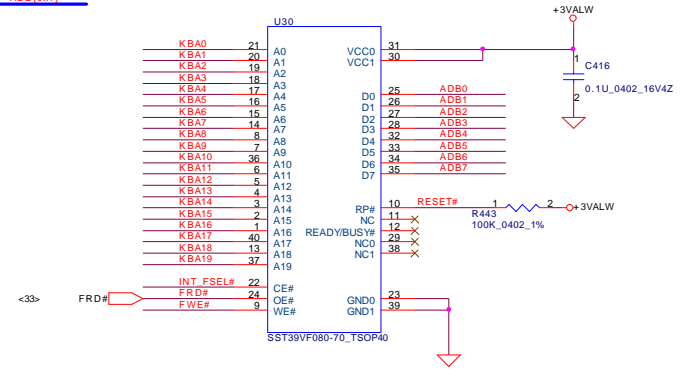 U30
+3VALW
KBA0 21 A0
KBA1 20 A1
KBA2 19 A2
KBA3 18 A3
KBA4 17 A4
KBA5 16 A5
KBA6 15 A6
KBA7 14 A7
KBA8 8 A8
KBA9 7 A9
KBA10 36 A10
KBA11 6 A11
KBA12 5 A12
KBA13 4 A13
KBA14 3 A14
KBA15 2 A15
KBA16 1 A16
KBA17 40 A17
KBA18 13 A18
KBA19 37 A19
INT_FSEL# 22 CE#
<33> FRD# FRD# 24 OE#
FWE# 9 WE#
VCC0 31
VCC1 30
1 C416
0.1U_0402_16V4Z
2
D0 25 ADB0
D1 26 ADB1
D2 27 ADB2
D3 28 ADB3
D4 32 ADB4
D5 33 ADB5
D6 34 ADB6
D7 35 ADB7
RP# 10 RESET# 1 2 +3VALW
R443
100K_0402_1%
NC 11
READY/BUSY# 12
NC0 29
NC1 38
GND0 23
GND1 39
SST39VF080-70_TSOP40